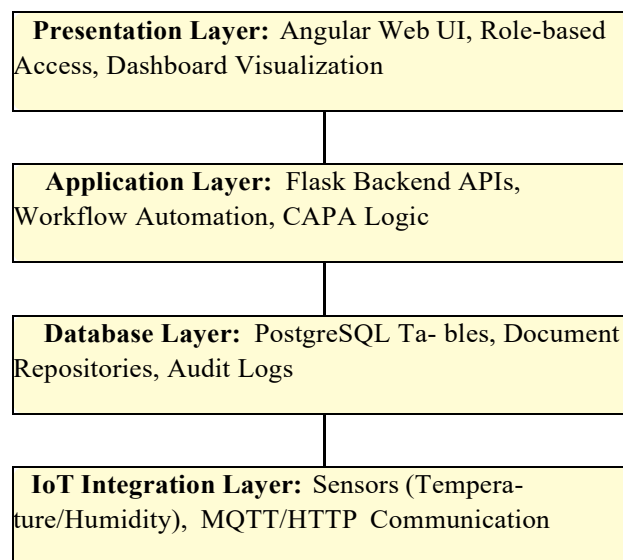 Presentation Layer: Angular Web UI, Role-based
Access, Dashboard Visualization
Application Layer: Flask Backend APIs,
Workflow Automation, CAPA Logic
Database Layer: PostgreSQL Ta- bles, Document
Repositories, Audit Logs
IoT Integration Layer: Sensors (Tempera-
ture/Humidity), MQTT/HTTP Communication